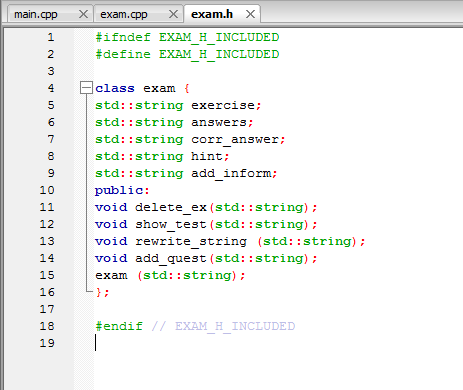 main.cpp exam.cpp exam.h
1 #ifndef EXAM_H_INCLUDED
2 #define EXAM_H_INCLUDED
3
4 class exam {
5 std::string exercise;
6 std::string answers;
7 std::string corr_answer;
8 std::string hint;
9 std::string add_inform;
10 public:
11 void delete_ex(std::string);
12 void show_test(std::string);
13 void rewrite_string (std::string);
14 void add_quest(std::string);
15 exam (std::string);
16 };
17
18 #endif // EXAM_H_INCLUDED
19